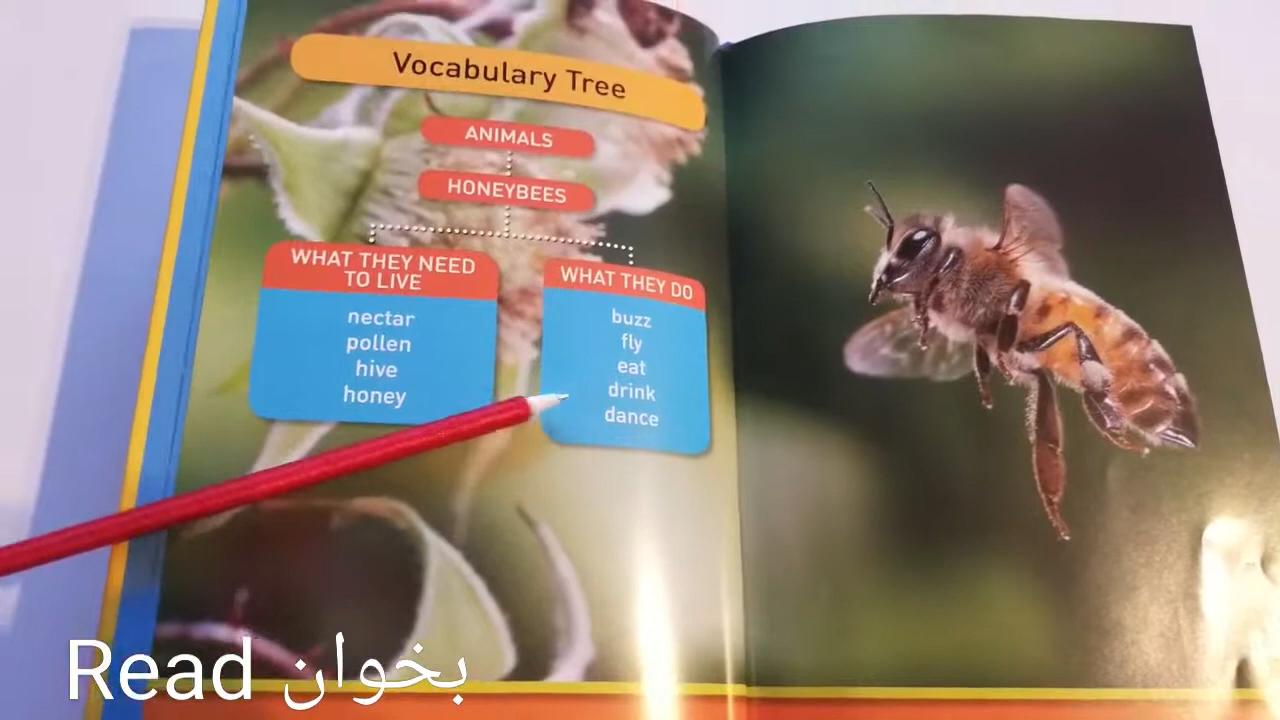 Vocabulary Tree
ANIMALS
HONEYBEES
WHAT THEY NEED
TO LIVE
nectar
pollen
hive
honey
WHAT THEY DO
buzz
fly
eat
drink
dance
Read بخوان